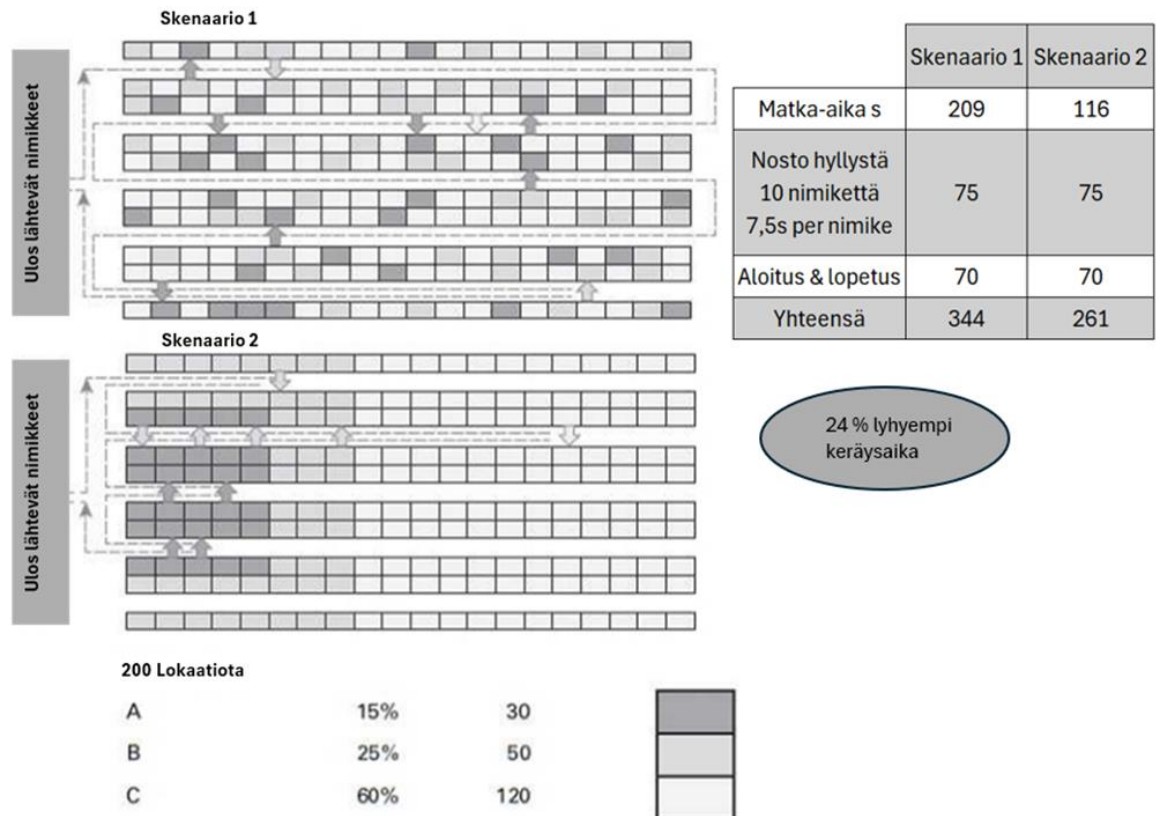 Skenaario 1
Ulos lähtevät nimikkeet
Skenaario 1 Skenaario 2
Matka-aika s 209 116
Nosto hyllystä
10 nimikettä
7,5s per nimike
75 75
Aloitus & lopetus 70 70
Yhteensä 344 261
Skenaario 2
Ulos lähtevät nimikkeet
24 % lyhyempi
keräysaika
200 Lokaatiota
A 15% 30
B 25% 50
C 60% 120